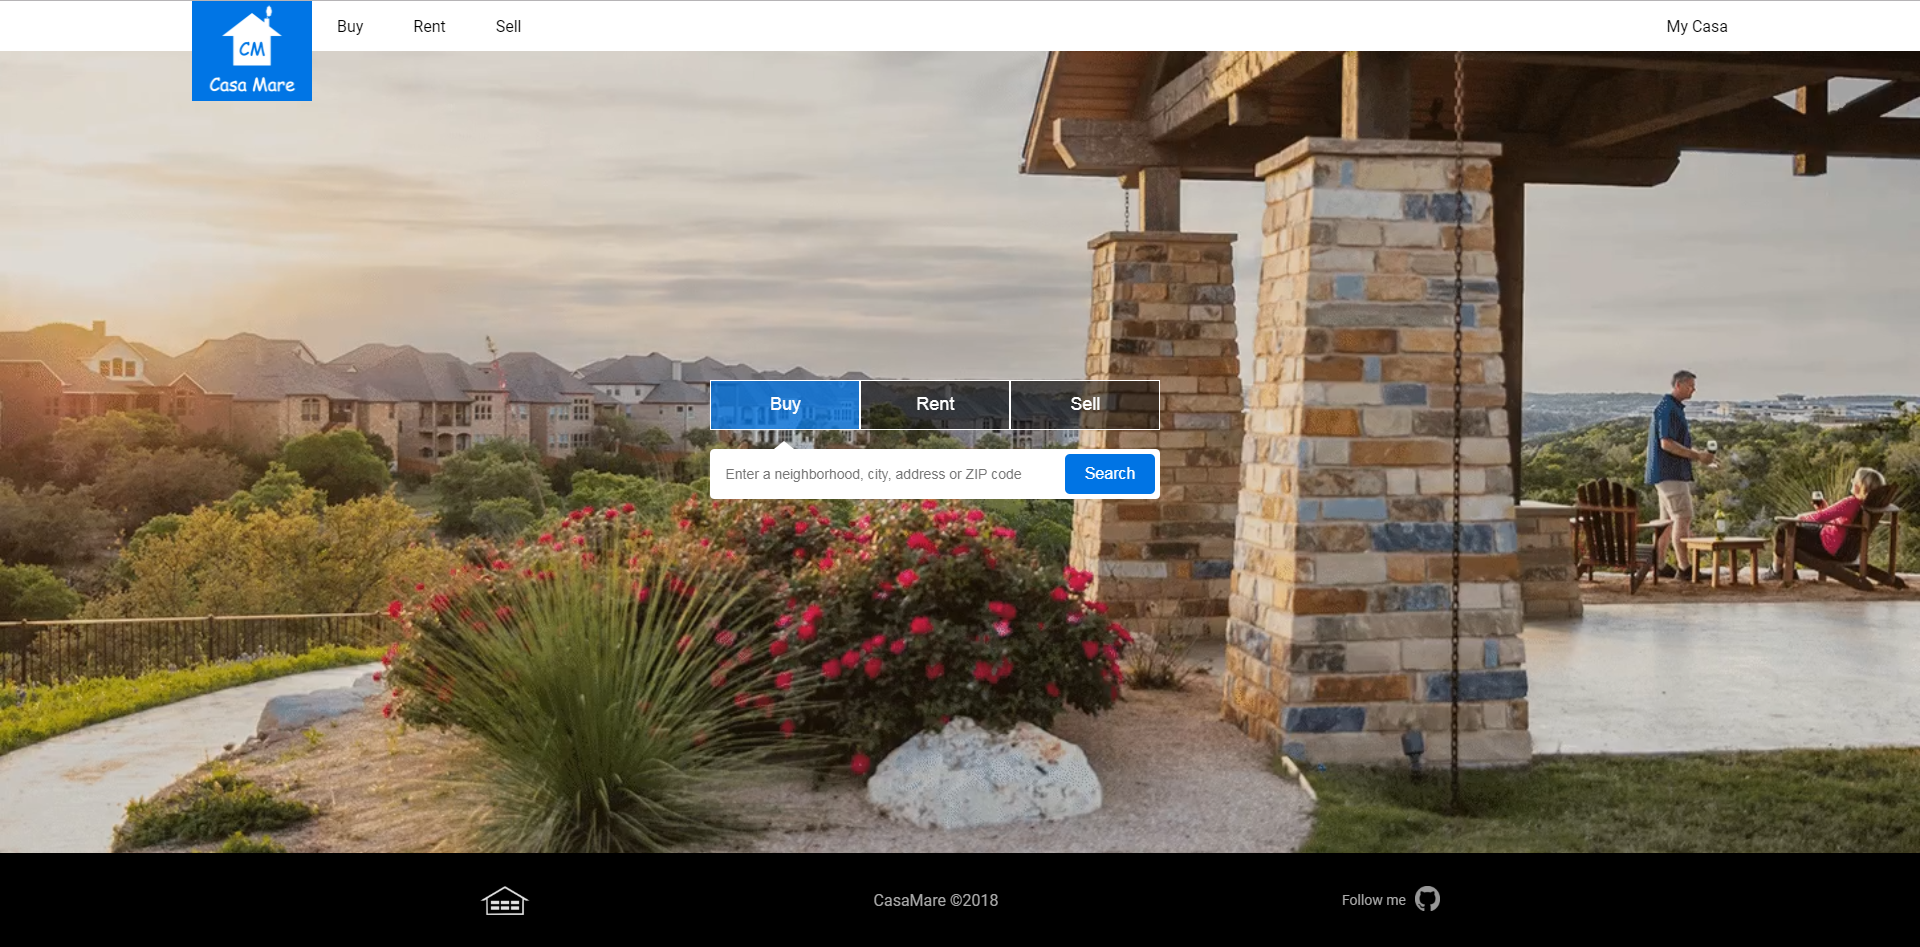 Buy
Rent
Sell
My Casa
CM
Casa Mare
Buy
Rent
Sell
Enter a neighborhood, city, address or ZIP code
Search
CasaMare ©2018
Follow me